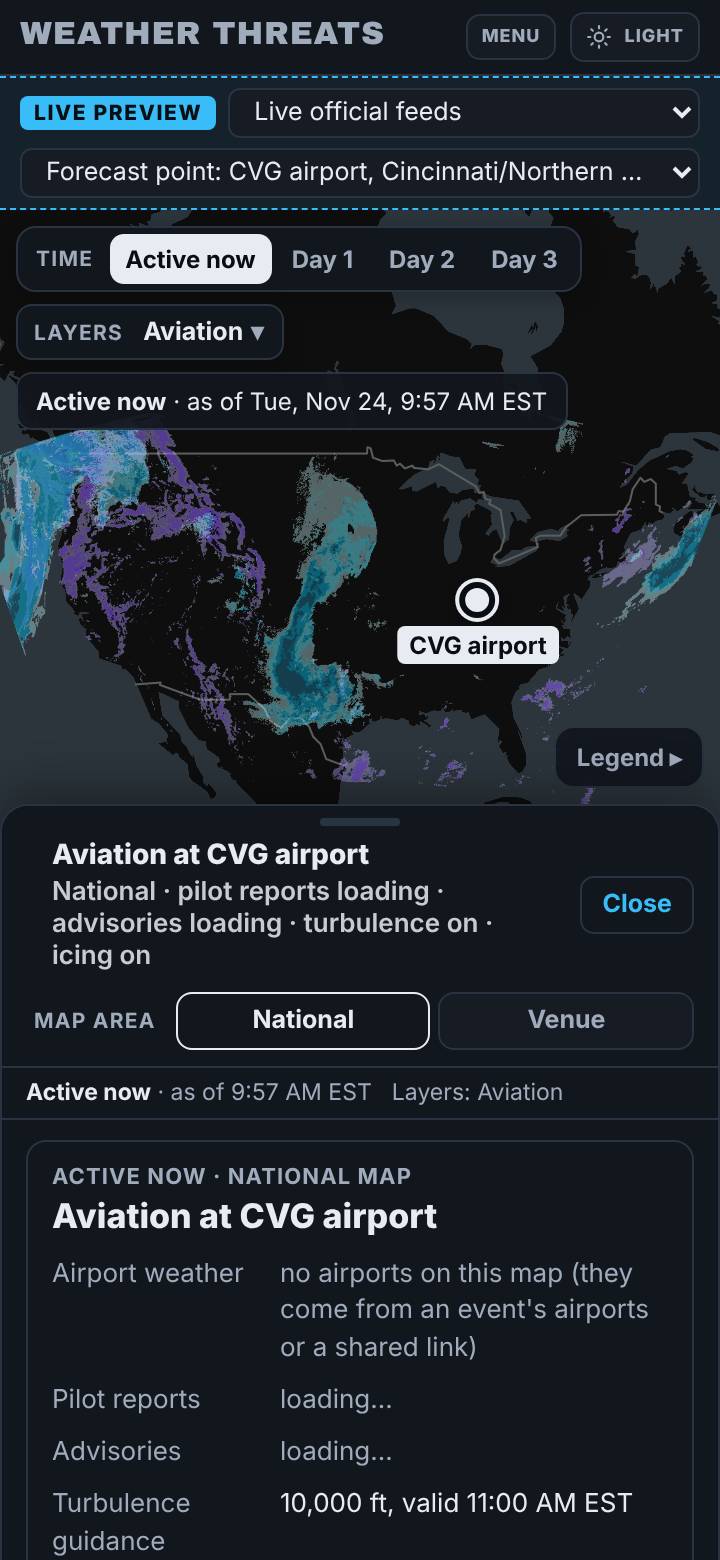 WEATHER THREATS
MENU
LIGHT
LIVE PREVIEW
Live official feeds
Forecast point: CVG airport, Cincinnati/Northern ...
TIME Active now Day 1 Day 2 Day 3
LAYERS Aviation ▾
Active now · as of Tue, Nov 24, 9:57 AM EST
CVG airport
Legend ▸
Aviation at CVG airport
National · pilot reports loading ·
advisories loading · turbulence on ·
icing on
Close
MAP AREA National Venue
Active now · as of 9:57 AM EST Layers: Aviation
ACTIVE NOW · NATIONAL MAP
Aviation at CVG airport
Airport weather no airports on this map (they
come from an event's airports
or a shared link)
Pilot reports loading...
Advisories loading...
Turbulence 10,000 ft, valid 11:00 AM EST
guidance